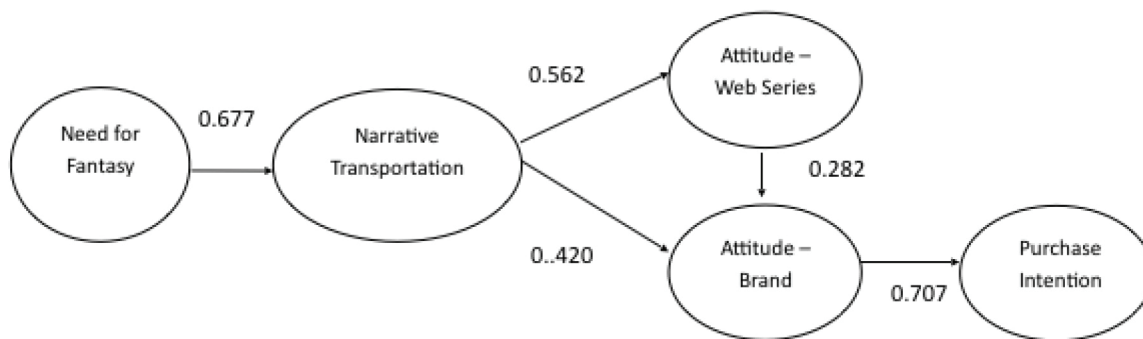 Need for
Fantasy
0.677
Narrative
Transportation
0.562
0..420
Attitude –
Web Series
0.282
Attitude –
Brand
0.707
Purchase
Intention